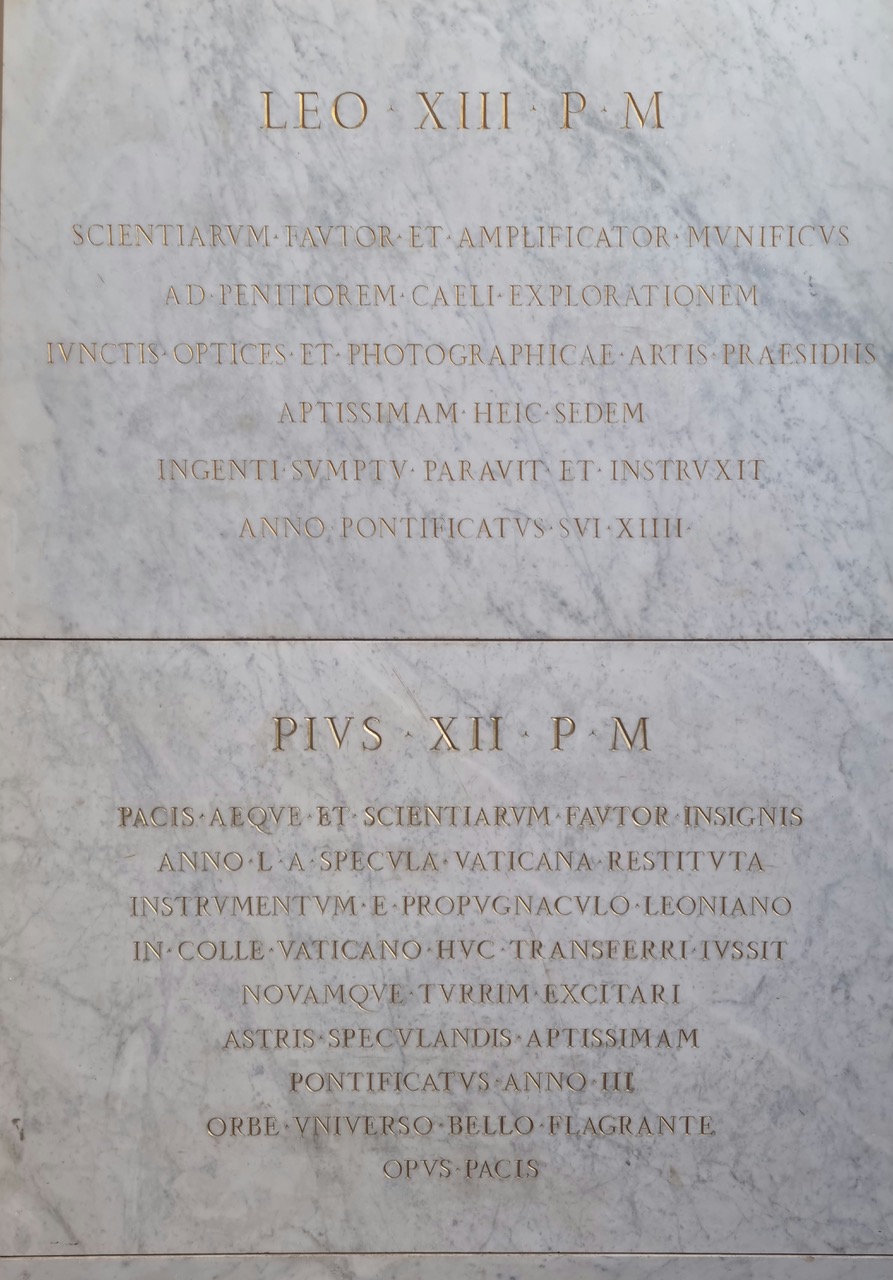 LEO · XIII · P · M
SCIENTIARVM · FAVTOR · ET · AMPLIFICATOR · MVNIFICVS
AD · PENITIOREM · CAELI · EXPLORATIONEM
IVNCTIS · OPTICES · ET · PHOTOGRAPHICAE · ARTIS · PRAESIDIIS
APTISSIMAM · HEIC · SEDEM
INGENTI · SVMPTV · PARAVIT · ET · INSTRVXIT
ANNO PONTIFICATVS · SVI · XIIII ·
PIVS · XII · P · M
PACIS · AEQVE · ET · SCIENTIARVM · FAVTOR · INSIGNIS
ANNO · L · A · SPECVLA · VATICANA · RESTITVTA
INSTRVMENTVM · E · PROPVGNACVLO · LEONIANO
IN · COLLE · VATICANO · HVC · TRANSFERRI · IVSSIT
NOVAMQVE · TVRRIM · EXCITARI
ASTRIS · SPECVLANDIS · APTISSIMAM
PONTIFICATVS · ANNO · III
ORBE · VNIVERSO · BELLO · FLAGRANTE
OPVS · PACIS